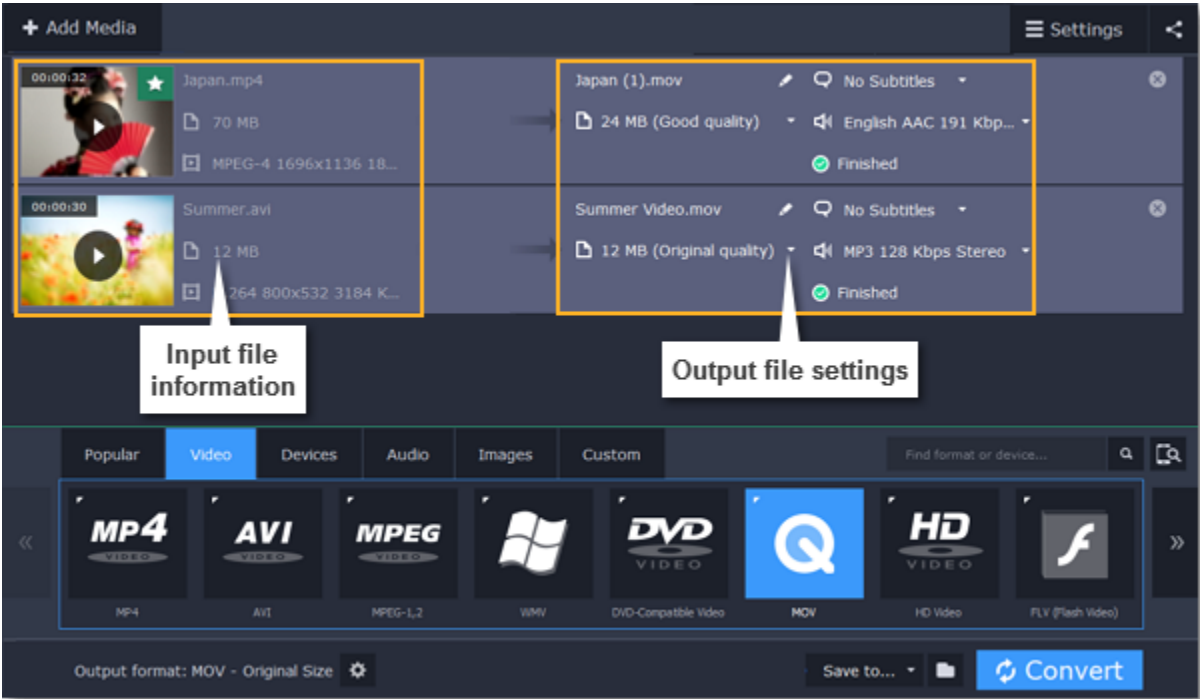 Add Media
Settings
00:00:32
Japan.mp4
70 MB
MPEG-4 1696x1136 18...
Japan (1).mov
No Subtitles
24 MB (Good quality)
English AAC 191 Kbp...
Finished
00:00:30
Summer.avi
12 MB
264 800x532 3184 K...
Summer Video.mov
No Subtitles
12 MB (Original quality)
MP3 128 Kbps Stereo
Finished
Input file
information
Output file settings
Popular
Video
Devices
Audio
Images
Custom
Find format or device...
MP4
VIDEO
AVI
VIDEO
MPEG
VIDEO
DVD
VIDEO
HD
VIDEO
MP4
AVI
MPEG-1,2
WMV
DVD-Compatible Video
MOV
HD Video
FLV (Flash Video)
Output format: MOV - Original Size
Save to...
Convert